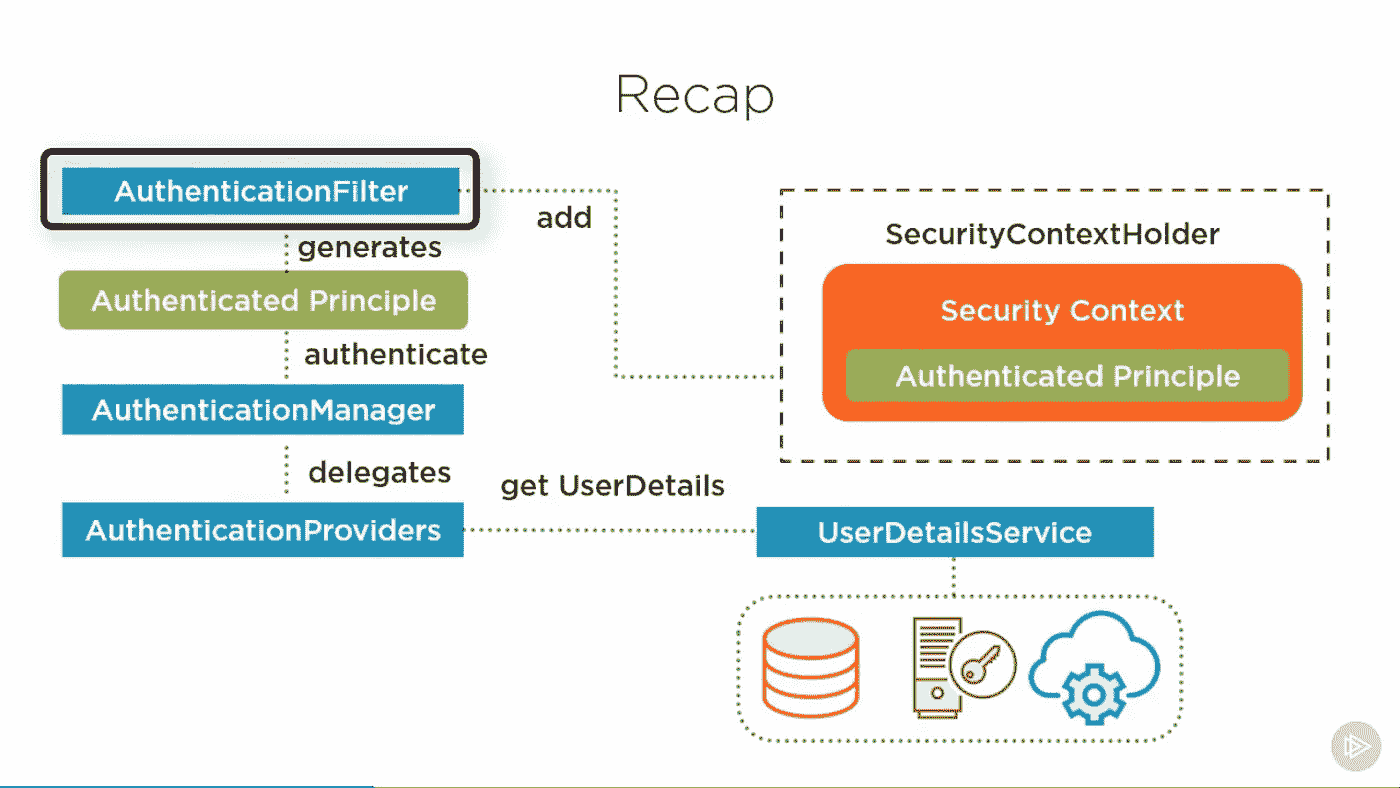 Recap
AuthenticationFilter
add
generates
Authenticated Principle
authenticate
AuthenticationManager
delegates
AuthenticationProviders
get UserDetails
SecurityContextHolder
Security Context
Authenticated Principle
UserDetailsService